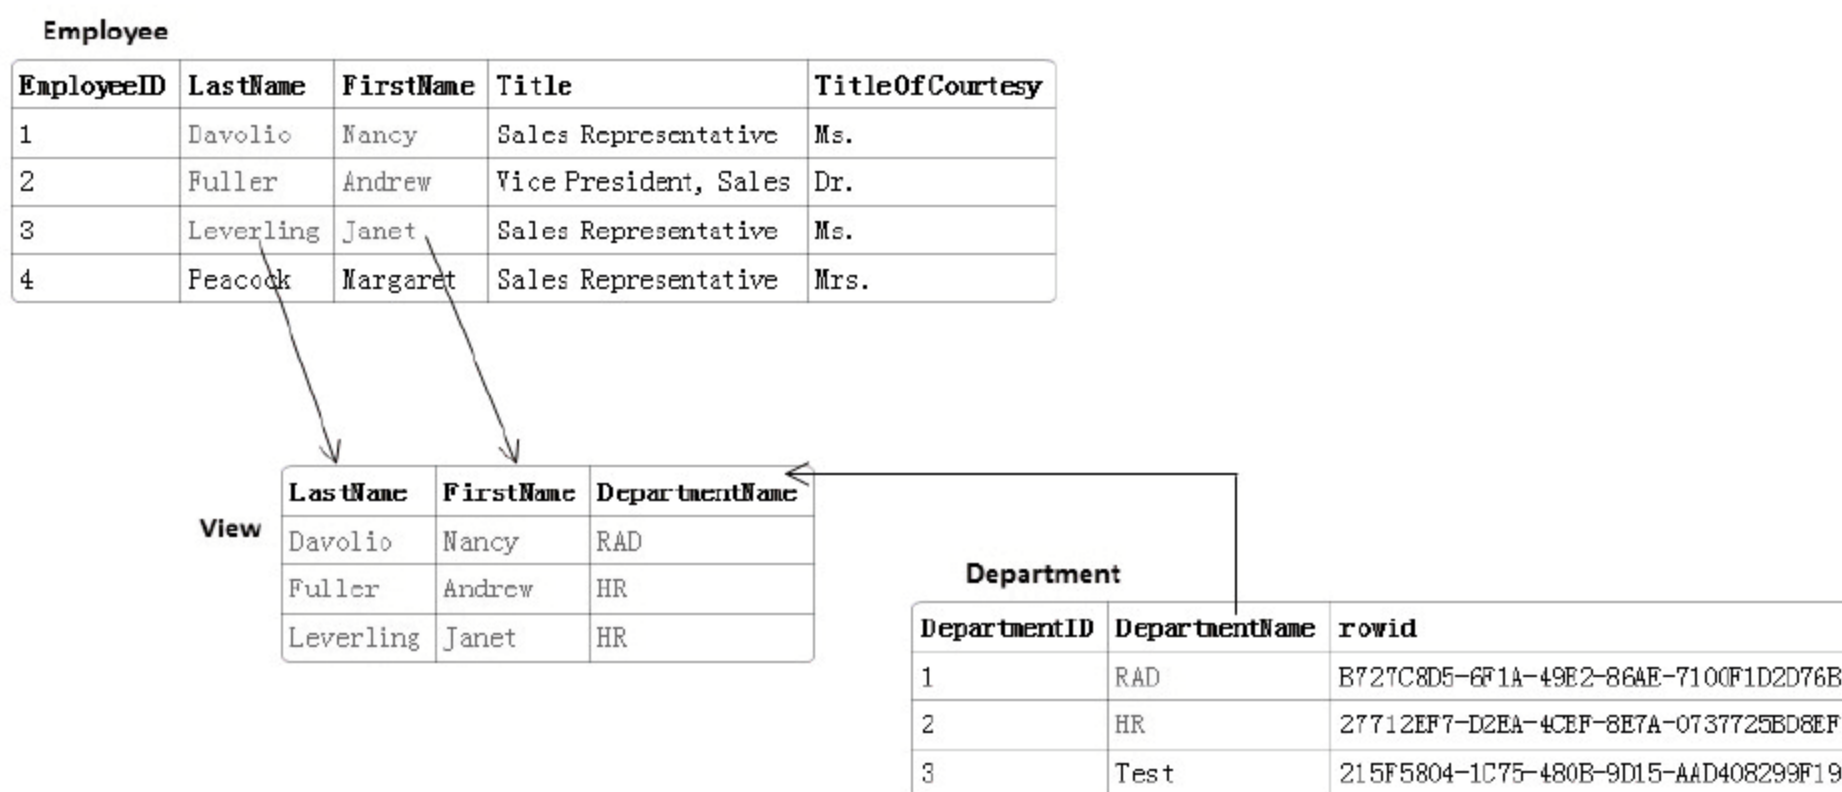 Employee
EmployeeID LastName FirstName Title TitleOfCourtesy
1 Davolio Nancy Sales Representative Ms.
2 Fuller Andrew Vice President, Sales Dr.
3 Leverling Janet Sales Representative Ms.
4 Peacock Margaret Sales Representative Mrs.
LastName FirstName DepartmentName
View
Davolio Nancy RAD
Fuller Andrew HR
Leverling Janet HR
Department
DepartmentID DepartmentName rowid
1 RAD B727C8D5-6F1A-49E2-86AE-7100F1D2D76B
2 HR 27712EF7-D2EA-4CEF-8E7A-0737725BD8EF
3 Test 215F5804-1C75-480B-9D15-AAD408299F19